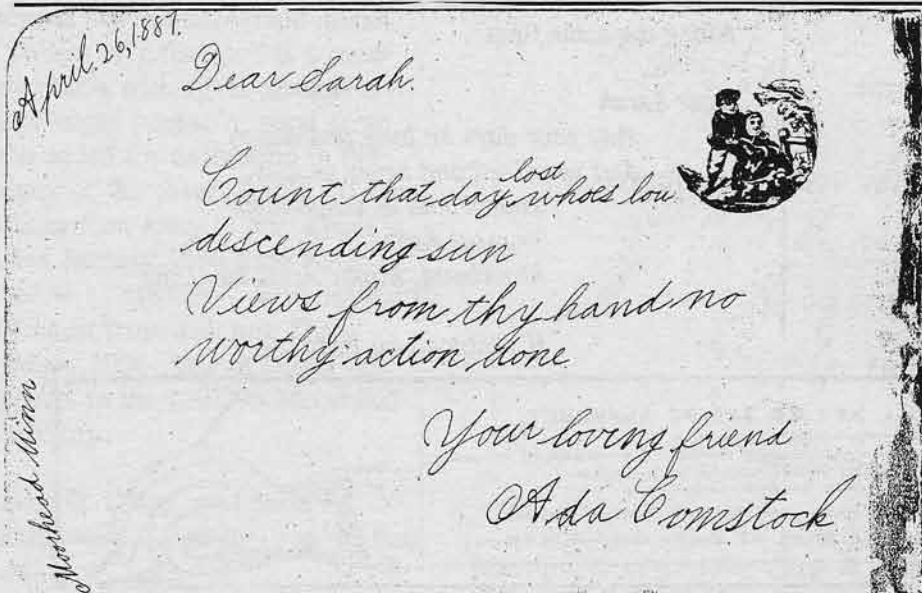 April. 26, 1887.
Dear Sarah.
Count that day lost whoes low
descending sun
Views from thy hand no
worthy action done
Your loving friend
Ada Comstock
Moorhead Minn